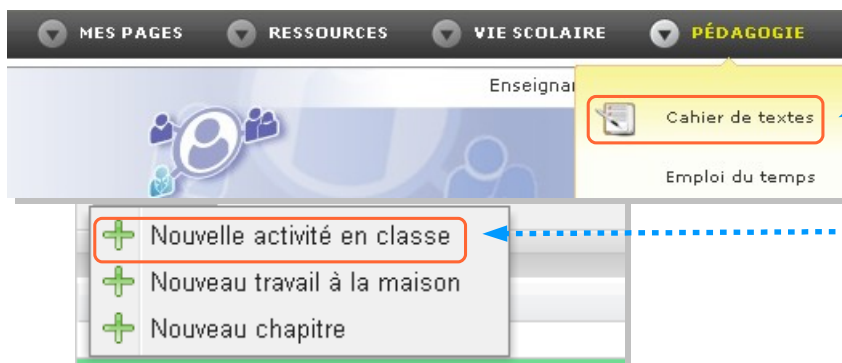 MES PAGES RESSOURCES VIE SCOLAIRE PÉDAGOGIE
Enseigna
Cahier de textes
Emploi du temps
Nouvelle activité en classe
Nouveau travail à la maison
Nouveau chapitre